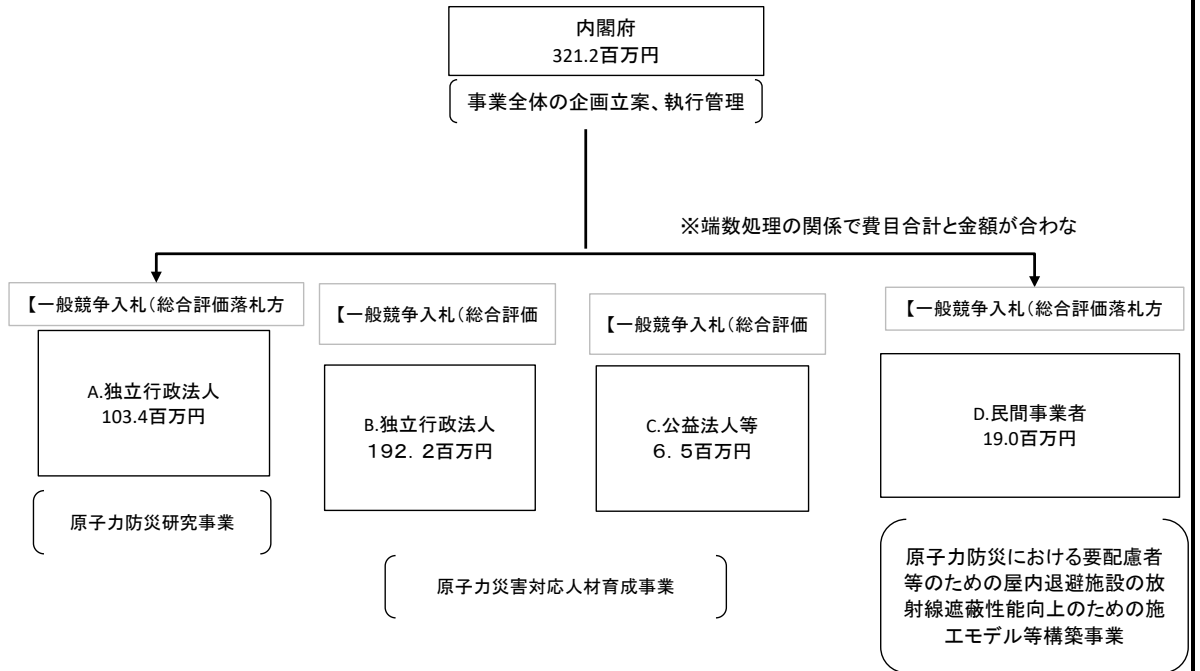 内閣府
321.2百万円
事業全体の企画立案、執行管理
※端数処理の関係で費目合計と金額が合わな
【一般競争入札（総合評価落札方
【一般競争入札（総合評価
【一般競争入札（総合評価
【一般競争入札（総合評価落札方
A.独立行政法人
103.4百万円
B.独立行政法人
１９２．２百万円
C.公益法人等
６．５百万円
D.民間事業者
19.0百万円
原子力防災研究事業
原子力災害対応人材育成事業
原子力防災における要配慮者
等のための屋内退避施設の放
射線遮蔽性能向上のための施
工モデル等構築事業